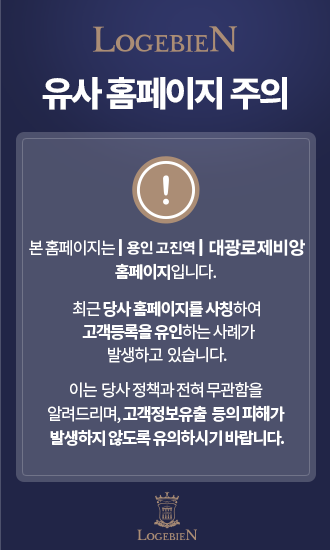 LOGEBIEN
유사 홈페이지 주의
!
본 홈페이지는 | 용인 고진역 | 대광로제비앙
홈페이지입니다.
최근 당사 홈페이지를 사칭하여
고객등록을 유인하는 사례가
발생하고 있습니다.
이는 당사 정책과 전혀 무관함을
알려드리며, 고객정보유출 등의 피해가
발생하지 않도록 유의하시기 바랍니다.
LOGEBIEN